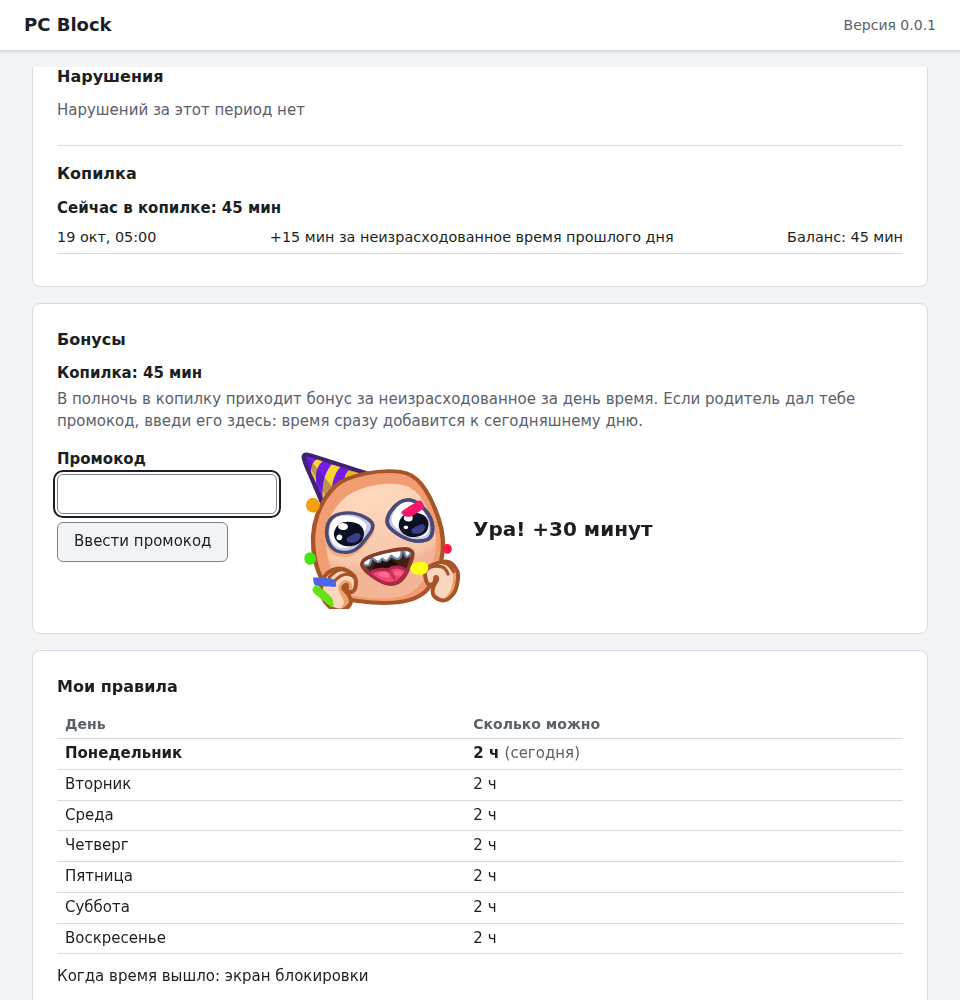 PC Block
Версия 0.0.1
Нарушения
Нарушений за этот период нет
Копилка
Сейчас в копилке: 45 мин
19 окт, 05:00 +15 мин за неизрасходованное время прошлого дня Баланс: 45 мин
Бонусы
Копилка: 45 мин
В полночь в копилку приходит бонус за неизрасходованное за день время. Если родитель дал тебе
промокод, введи его здесь: время сразу добавится к сегодняшнему дню.
Промокод
Ввести промокод
Ура! +30 минут
Мои правила
День Сколько можно
Понедельник 2 ч (сегодня)
Вторник 2 ч
Среда 2 ч
Четверг 2 ч
Пятница 2 ч
Суббота 2 ч
Воскресенье 2 ч
Когда время вышло: экран блокировки